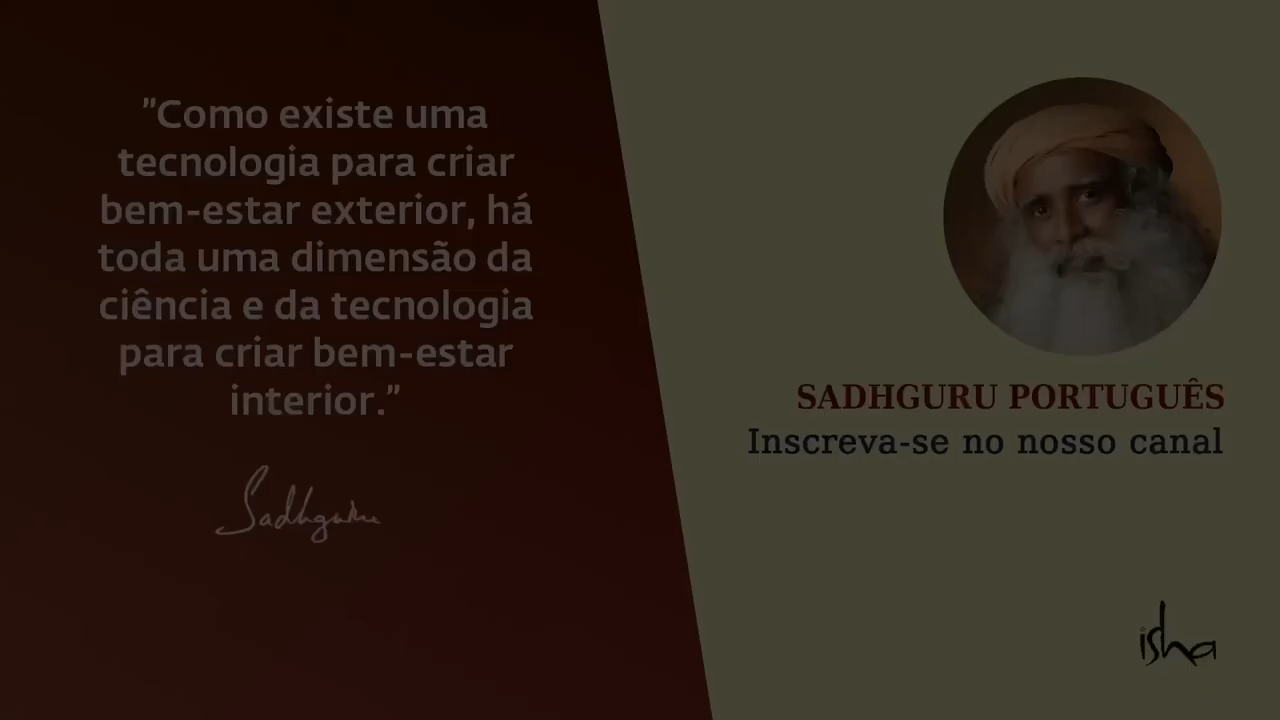 "Como existe uma
tecnologia para criar
bem-estar exterior, há
toda uma dimensão da
ciência e da tecnologia
para criar bem-estar
interior.”
Sadhguru
SADHGURU PORTUGUÊS
Inscreva-se no nosso canal
isha